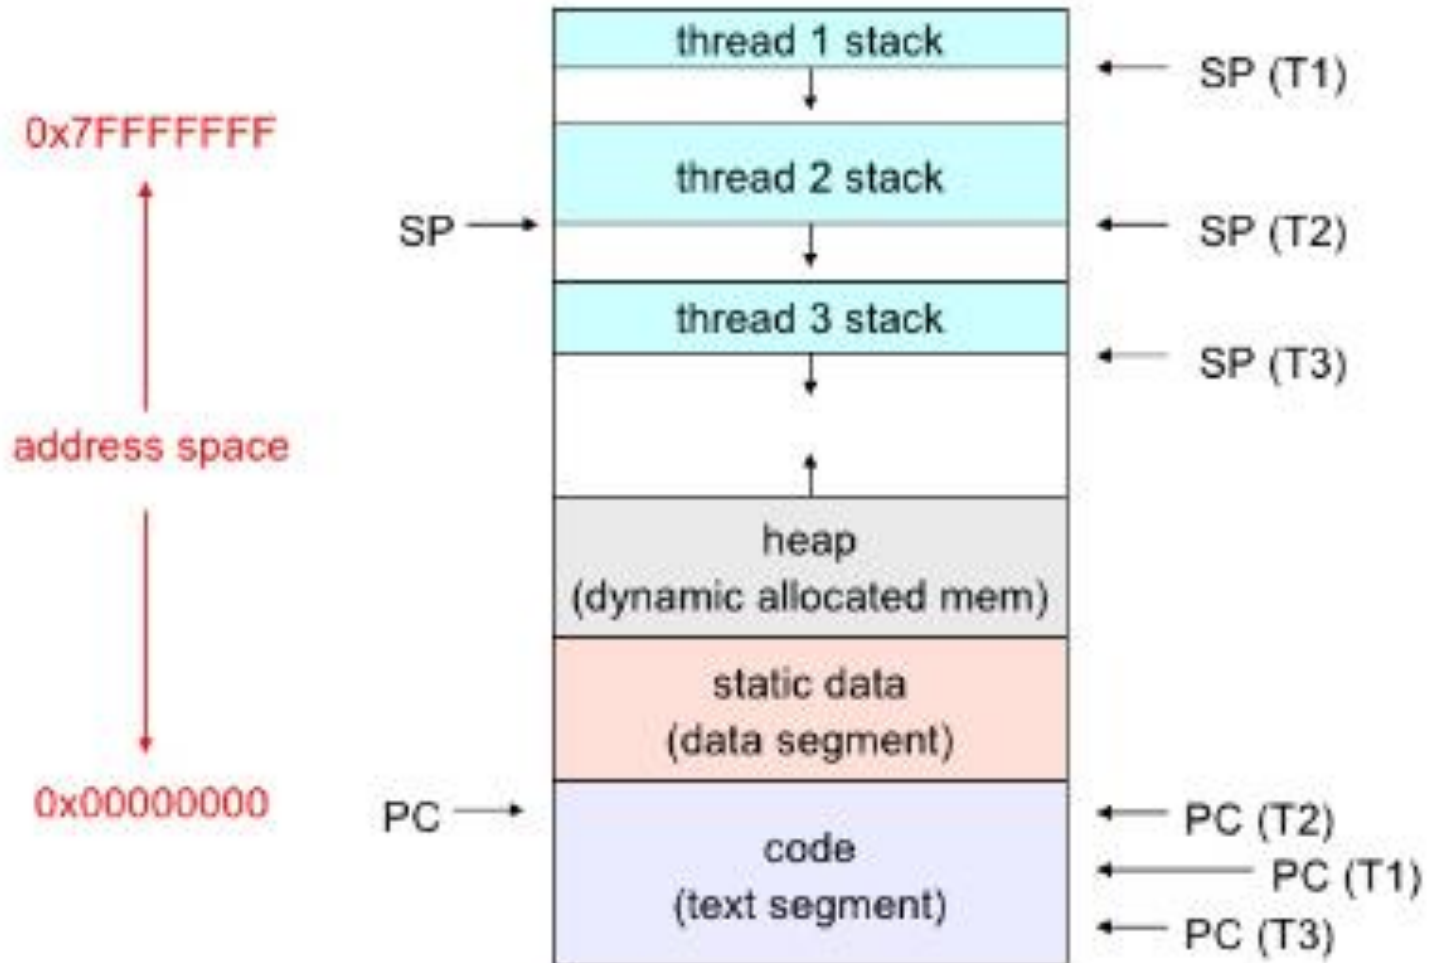 thread 1 stack
SP (T1)
0x7FFFFFFF
thread 2 stack
SP
SP (T2)
thread 3 stack
SP (T3)
address space
heap
(dynamic allocated mem)
static data
(data segment)
0x00000000
PC
PC (T2)
code
PC (T1)
(text segment)
PC (T3)